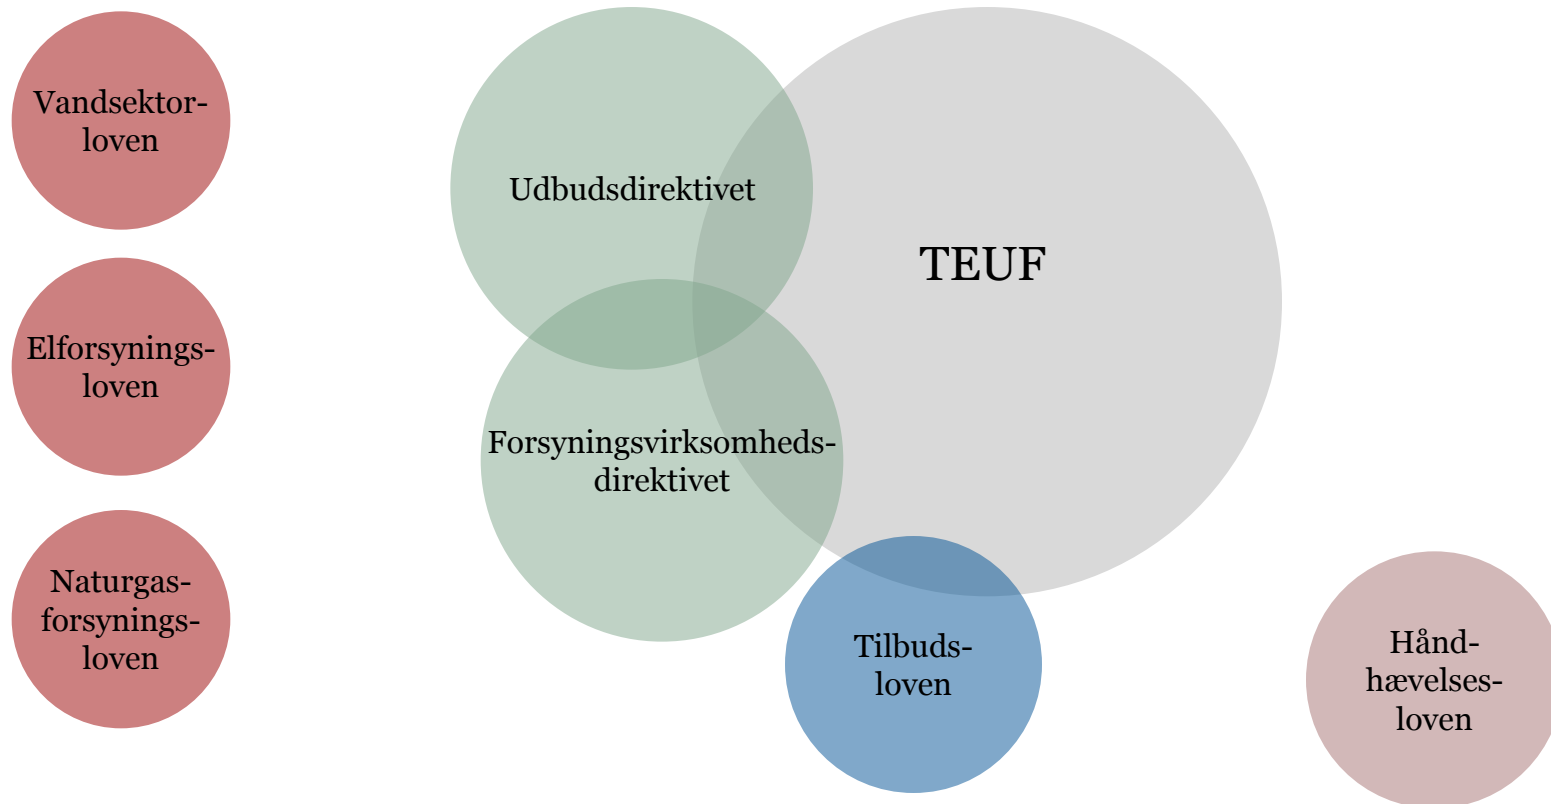 Vandsektor-
loven
Elforsynings-
loven
Naturgas-
forsynings-
loven
Udbudsdirektivet
Forsyningsvirksomheds-
direktivet
TEUF
Tilbuds-
loven
Hånd-
hævelses-
loven